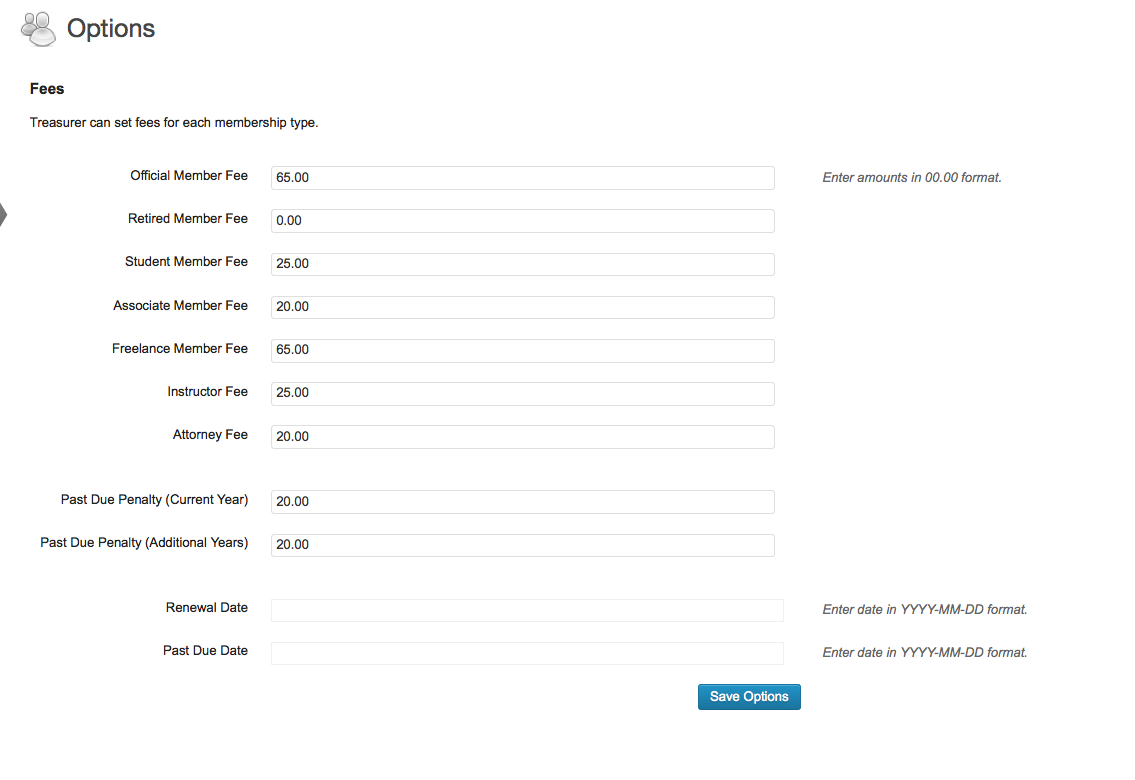 Options
Fees
Treasurer can set fees for each membership type.
Official Member Fee 65.00 Enter amounts in 00.00 format.
Retired Member Fee 0.00
Student Member Fee 25.00
Associate Member Fee 20.00
Freelance Member Fee 65.00
Instructor Fee 25.00
Attorney Fee 20.00
Past Due Penalty (Current Year) 20.00
Past Due Penalty (Additional Years) 20.00
Renewal Date Enter date in YYYY-MM-DD format.
Past Due Date Enter date in YYYY-MM-DD format.
Save Options